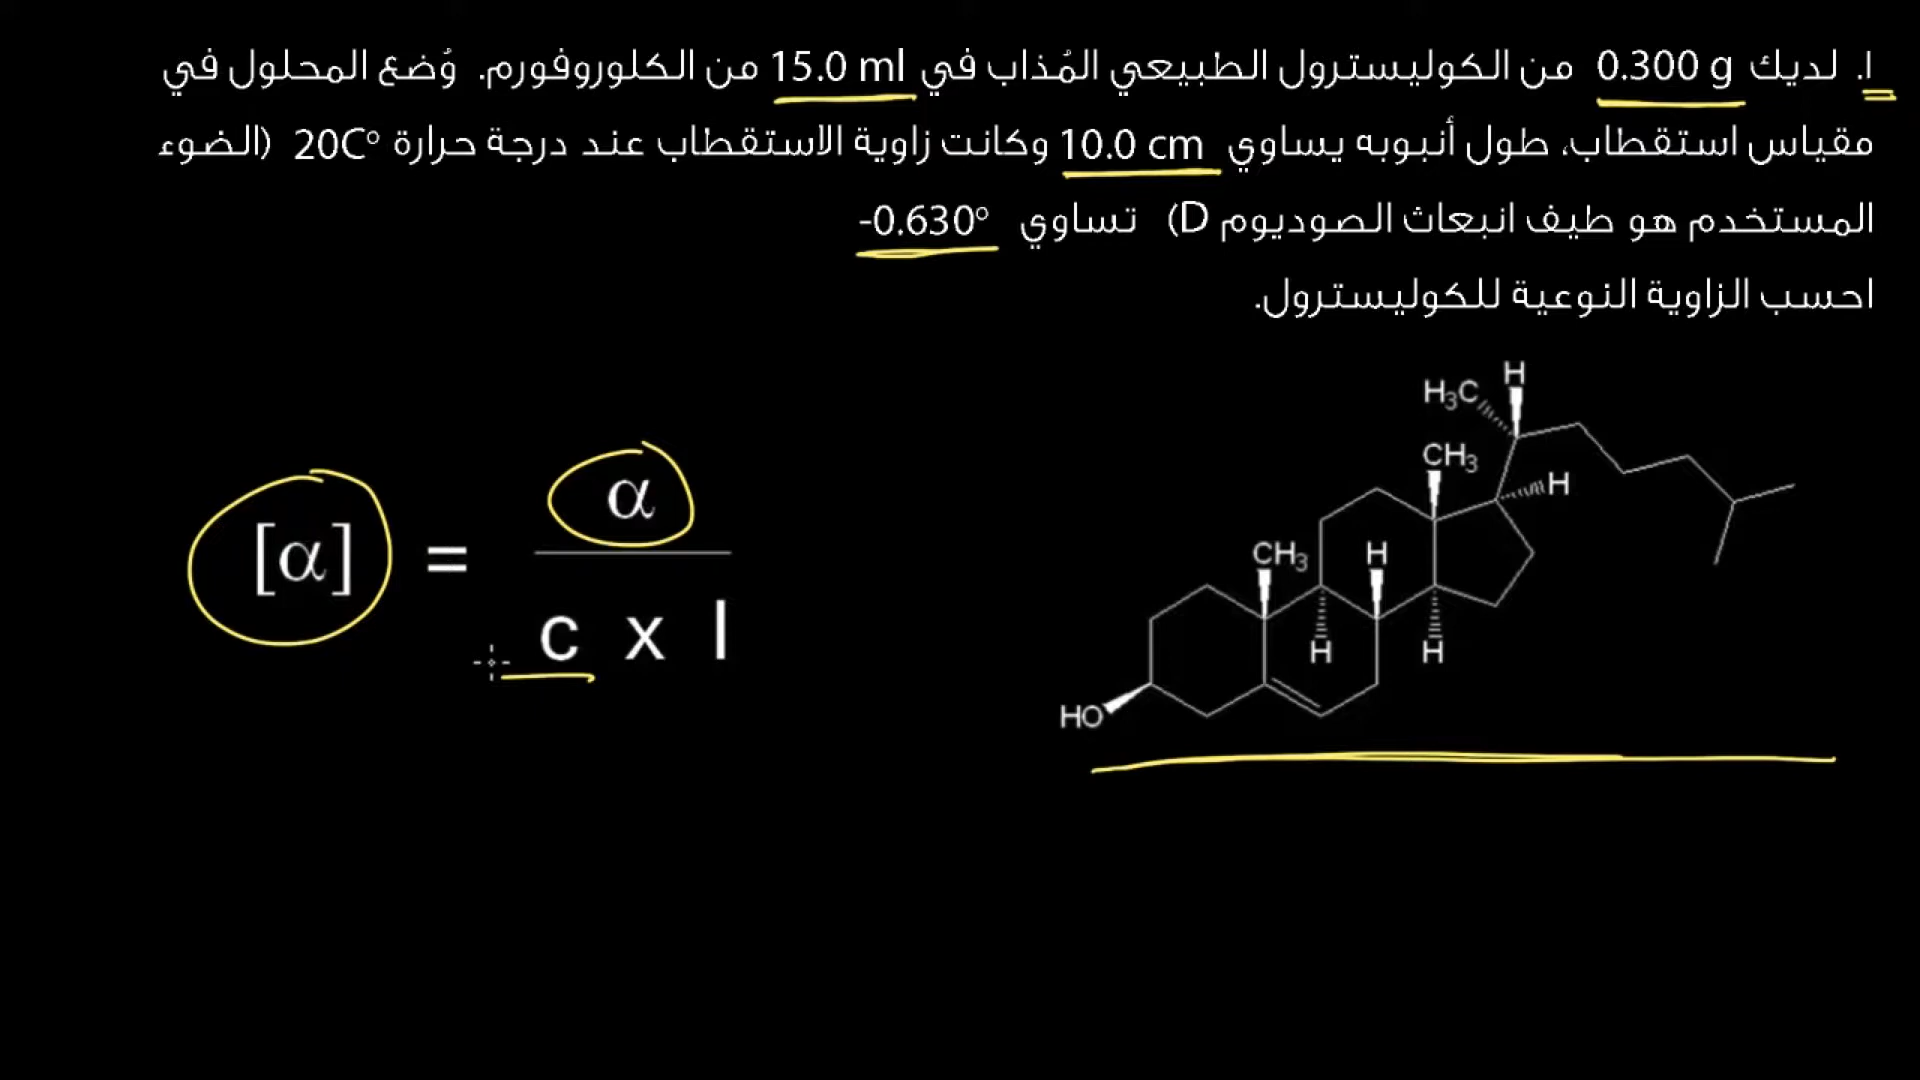 ا. لديك 0.300 g من الكوليسترول الطبيعي المُذاب في 15.0 ml من الكلوروفورم. وُضع المحلول في
مقياس استقطاب، طول أنبوبه يساوي 10.0 cm وكانت زاوية الاستقطاب عند درجة حرارة 20C° (الضوء
المستخدم هو طيف انبعاث الصوديوم D) تساوي -0.630°
احسب الزاوية النوعية للكوليسترول.
[α] = α
c x l
H
H₃C
CH₃
H
CH₃
H
H
H
HO